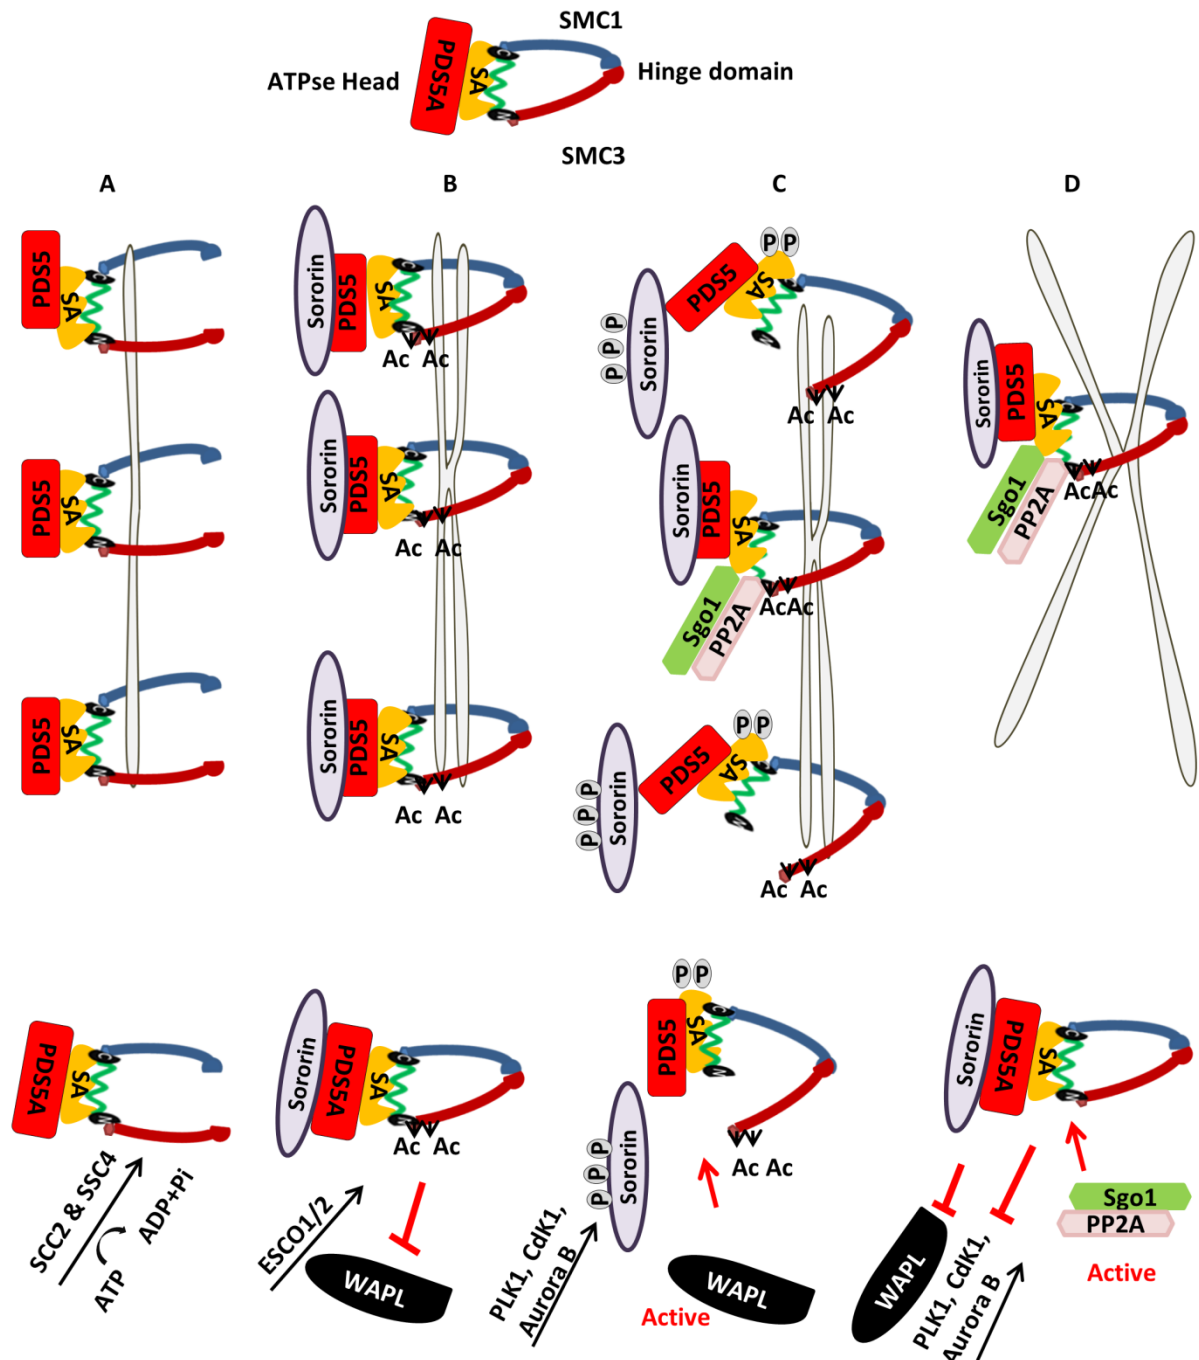 SMC1
PDS5A
SA
C
N
ATPse Head
Hinge domain
SMC3
A
B
C
D
PDS5
SA
C
N
PDS5
SA
C
N
PDS5
SA
C
N
Sororin
PDS5
SA
C
N
Ac Ac
Sororin
PDS5
SA
C
N
Ac Ac
Sororin
PDS5
SA
C
N
Ac Ac
P P
PDS5
SA
C
N
Sororin
P
P
P
Ac Ac
Sororin
PDS5
SA
C
Sgo1
PP2A
AcAc
P P
PDS5
SA
C
N
Sororin
P
P
P
Ac Ac
Sororin
PDS5
SA
C
Sgo1
PP2A
AcAc
PDS5A
SA
C
N
SCC2 & SSC4
ATP
ADP+Pi
Sororin
PDS5A
SA
C
N
Ac Ac
ESCO1/2
WAPL
P P
PDS5
SA
C
N
Sororin
P
P
P
Ac Ac
PLK1, CdK1,
Aurora B
Active
WAPL
Sororin
PDS5A
SA
C
N
WAPL
PLK1, CdK1,
Aurora B
Sgo1
PP2A
Active